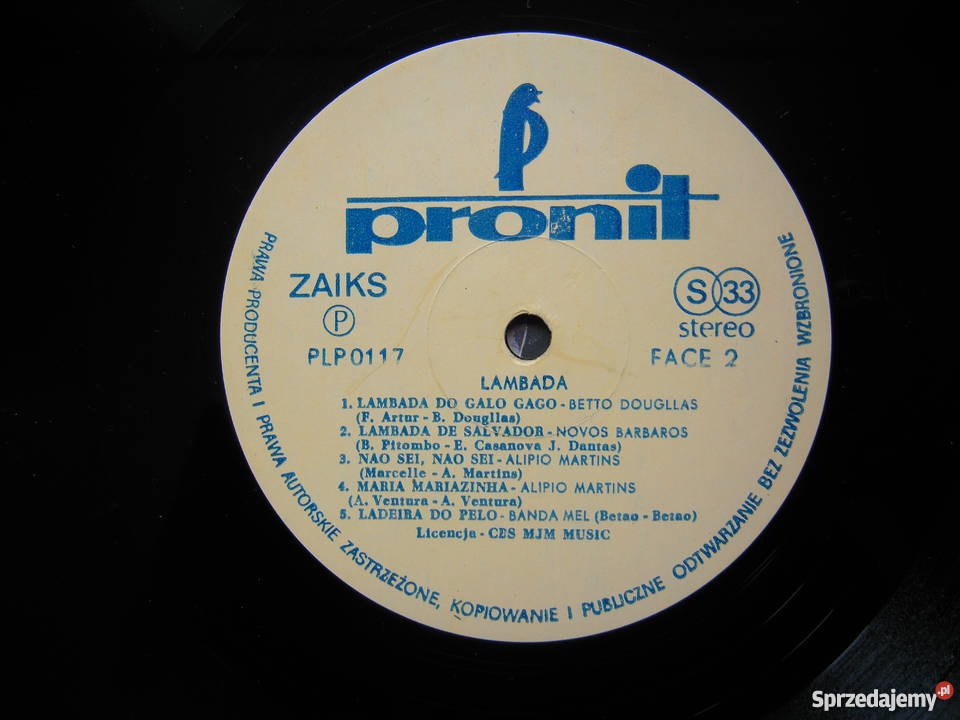 pronit
ZAIKS
P
PLP0117
S 33
stereo
FACE 2
LAMBADA
1. LAMBADA DO GALO GAGO - BETTO DOUGLLAS
(F. Artur - B. Dougllas)
2. LAMBADA DE SALVADOR - NOVOS BARBAROS
(B. Pitombo - E. Casanova J. Dantas)
3. NAO SEI, NAO SEI - ALIPIO MARTINS
(Marcelle - A. Martins)
4. MARIA MARIAZINHA - ALIPIO MARTINS
(A. Ventura - A. Ventura)
5. LADEIRA DO PELO - BANDA MEL (Betao - Betao)
Licencja - CBS MJM MUSIC
PRAWA PRODUCENTA I PRAWA AUTORSKIE ZASTRZEŻONE, KOPIOWANIE I PUBLICZNE ODTWARZANIE BEZ ZEZWOLENIA WZBRONIONE
Sprzedajemy.pl